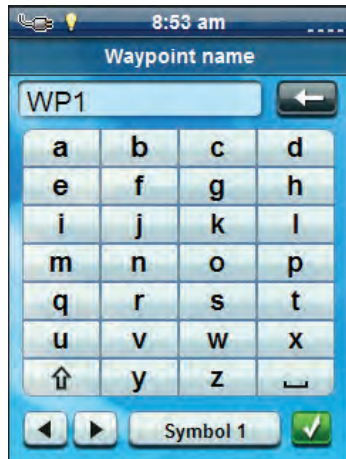 8:53 am
Waypoint name
WP1
a b c d
e f g h
i j k l
m n o p
q r s t
u v w x
y z
Symbol 1